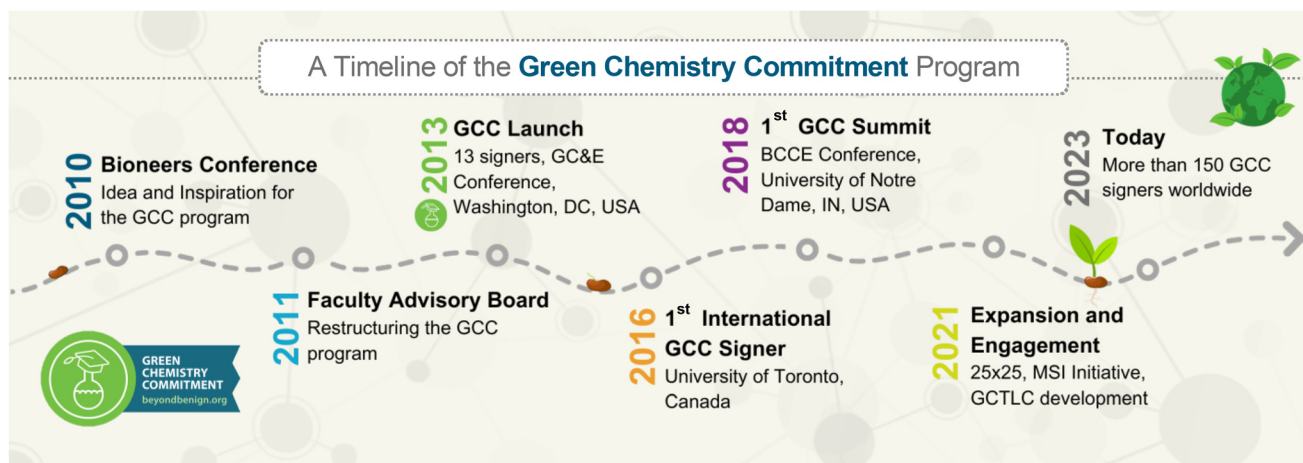 A Timeline of the Green Chemistry Commitment Program
2010
Bioneers Conference
Idea and Inspiration for
the GCC program
2011
Faculty Advisory Board
Restructuring the GCC
program
2013
GCC Launch
13 signers, GC&E
Conference,
Washington, DC, USA
2016
1st International
GCC Signer
University of Toronto,
Canada
2018
1st GCC Summit
BCCE Conference,
University of Notre
Dame, IN, USA
2021
Expansion and
Engagement
25x25, MSI Initiative,
GCTLC development
2023
Today
More than 150 GCC
signers worldwide
GREEN
CHEMISTRY
COMMITMENT
beyondbenign.org